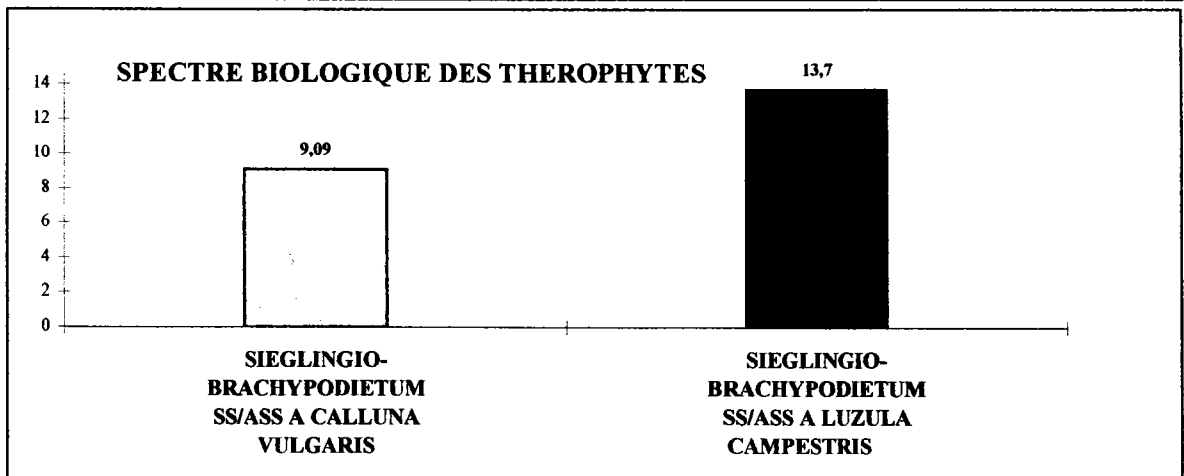 SPECTRE BIOLOGIQUE DES THEROPHYTES
14
12
10
8
6
4
2
0
9,09
13,7
SIEGLINGIO-
BRACHYPODIETUM
SS/ASS A CALLUNA
VULGARIS
SIEGLINGIO-
BRACHYPODIETUM
SS/ASS A LUZULA
CAMPESTRIS